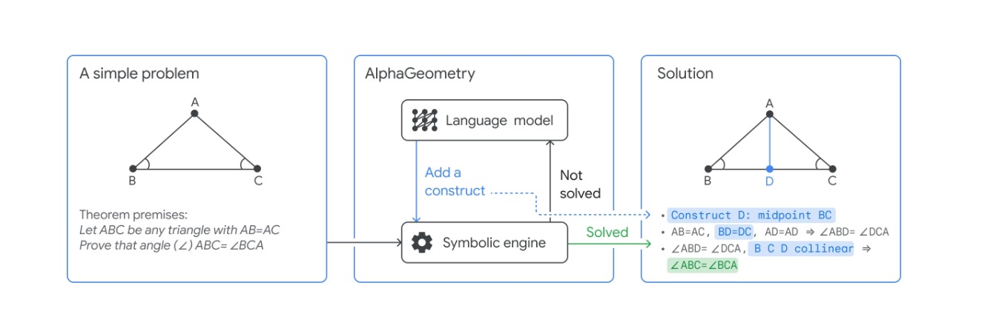 A simple problem
A
B
C
Theorem premises:
Let ABC be any triangle with AB=AC
Prove that angle (∠) ABC= ∠BCA
AlphaGeometry
Language model
Add a
construct
Not
solved
Symbolic engine
Solved
Solution
A
B
D
C
• Construct D: midpoint BC
• AB=AC, BD=DC, AD=AD ⇒ ∠ABD= ∠DCA
• ∠ABD= ∠DCA, B C D collinear ⇒
∠ABC=∠BCA